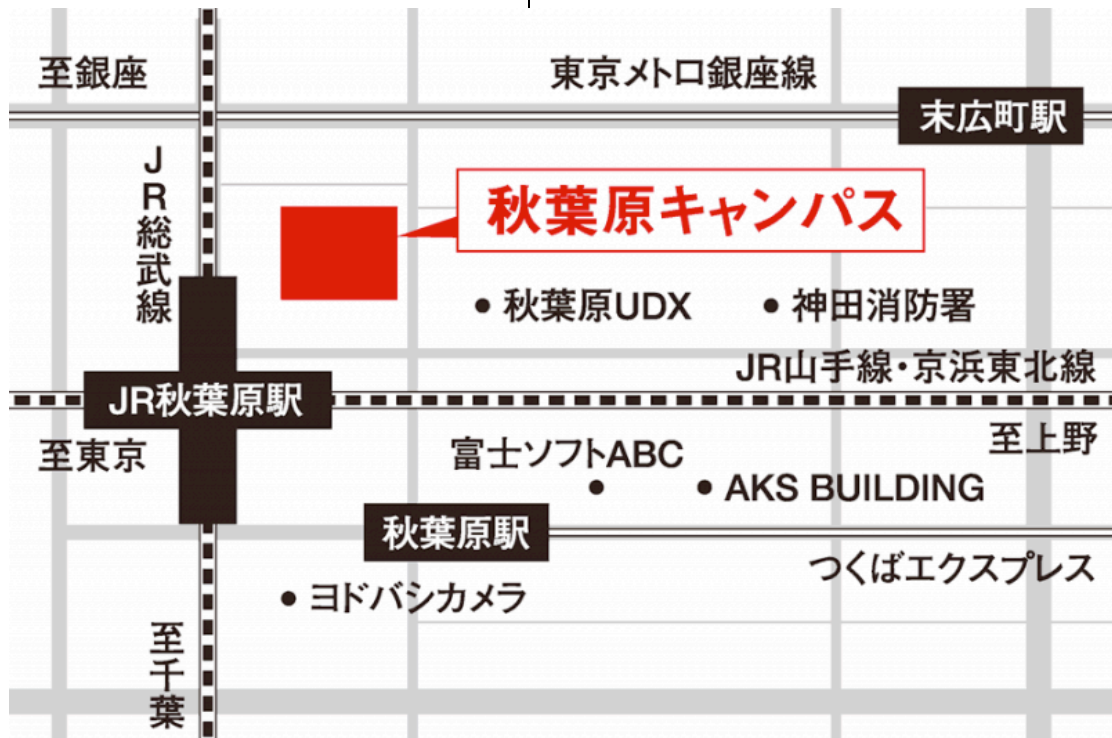 至銀座
東京メトロ銀座線
末広町駅
JR総武線
秋葉原キャンパス
秋葉原UDX
神田消防署
JR山手線・京浜東北線
JR秋葉原駅
至東京
至上野
富士ソフトABC
AKS BUILDING
秋葉原駅
つくばエクスプレス
ヨドバシカメラ
至千葉